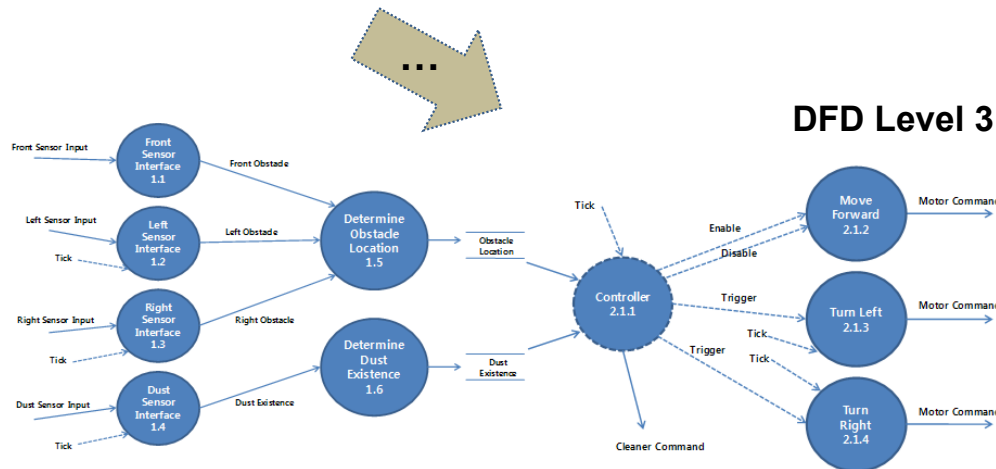 ...
DFD Level 3
Front Sensor Input
Front
Sensor
Interface
1.1
Front Obstacle
Left Sensor Input
Tick
Left
Sensor
Interface
1.2
Left Obstacle
Right Sensor Input
Tick
Right
Sensor
Interface
1.3
Right Obstacle
Dust Sensor Input
Tick
Dust
Sensor
Interface
1.4
Dust Existence
Determine
Obstacle
Location
1.5
Determine
Dust
Existence
1.6
Obstacle
Location
Dust
Existence
Tick
Controller
2.1.1
Cleaner Command
Enable
Disable
Trigger
Trigger
Tick
Tick
Move
Forward
2.1.2
Motor Command
Turn Left
2.1.3
Motor Command
Turn
Right
2.1.4
Motor Command